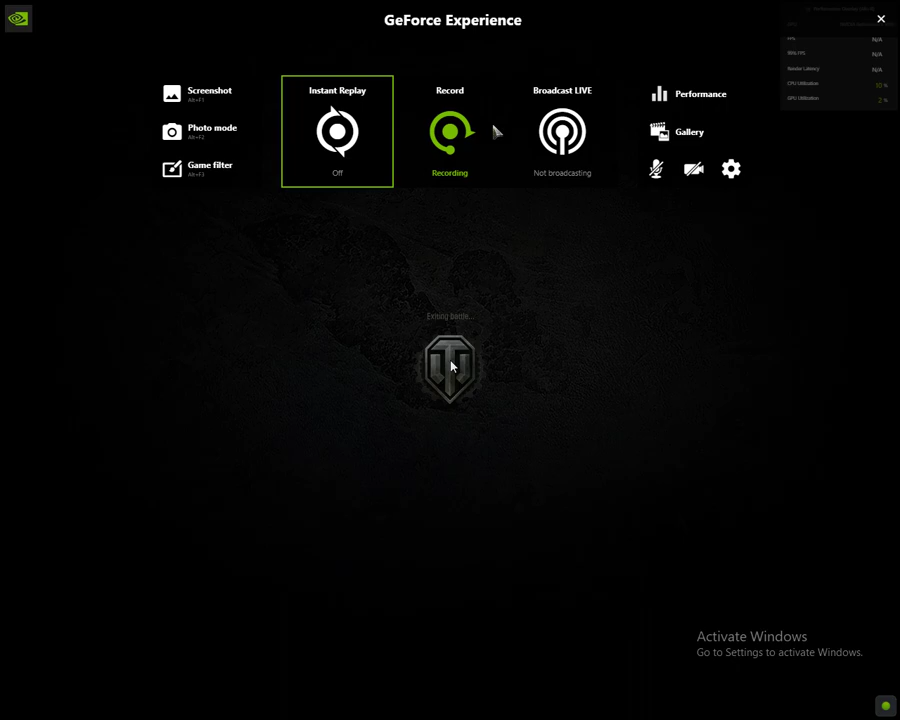 GeForce Experience
Screenshot
Alt+F1
Photo mode
Alt+F2
Game filter
Alt+F3
Instant Replay
Off
Record
Recording
Broadcast LIVE
Not broadcasting
Performance
Gallery
N/A
99% FPS N/A
Render Latency N/A
CPU Utilization 10 %
GPU Utilization 2 %
Exiting battle...
Activate Windows
Go to Settings to activate Windows.